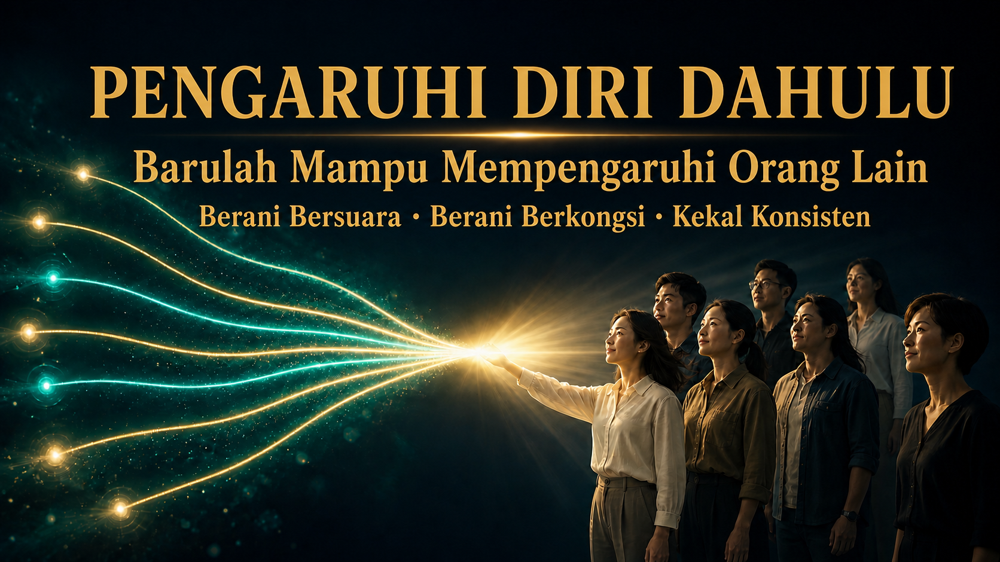 PENGARUHI DIRI DAHULU
Barulah Mampu Mempengaruhi Orang Lain
Berani Bersuara • Berani Berkongsi • Kekal Konsisten